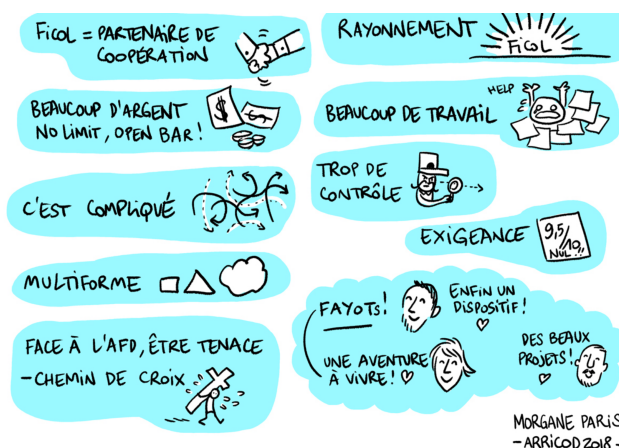 FICOL = PARTENAIRE DE
COOPÉRATION
BEAUCOUP D'ARGENT
NO LIMIT, OPEN BAR !
$
$
C'EST COMPLIQUÉ
MULTIFORME
FACE À L'AFD, ÊTRE TENACE
- CHEMIN DE CROIX
RAYONNEMENT
FICOL
BEAUCOUP DE TRAVAIL
HELP
TROP DE
CONTRÔLE
EXIGEANCE
9,5/10
NUL !!
FAYOTS !
ENFIN UN
DISPOSITIF !
UNE AVENTURE
À VIVRE !
DES BEAUX
PROJETS !
MORGANE PARIS
- ARRICOD 2018 -